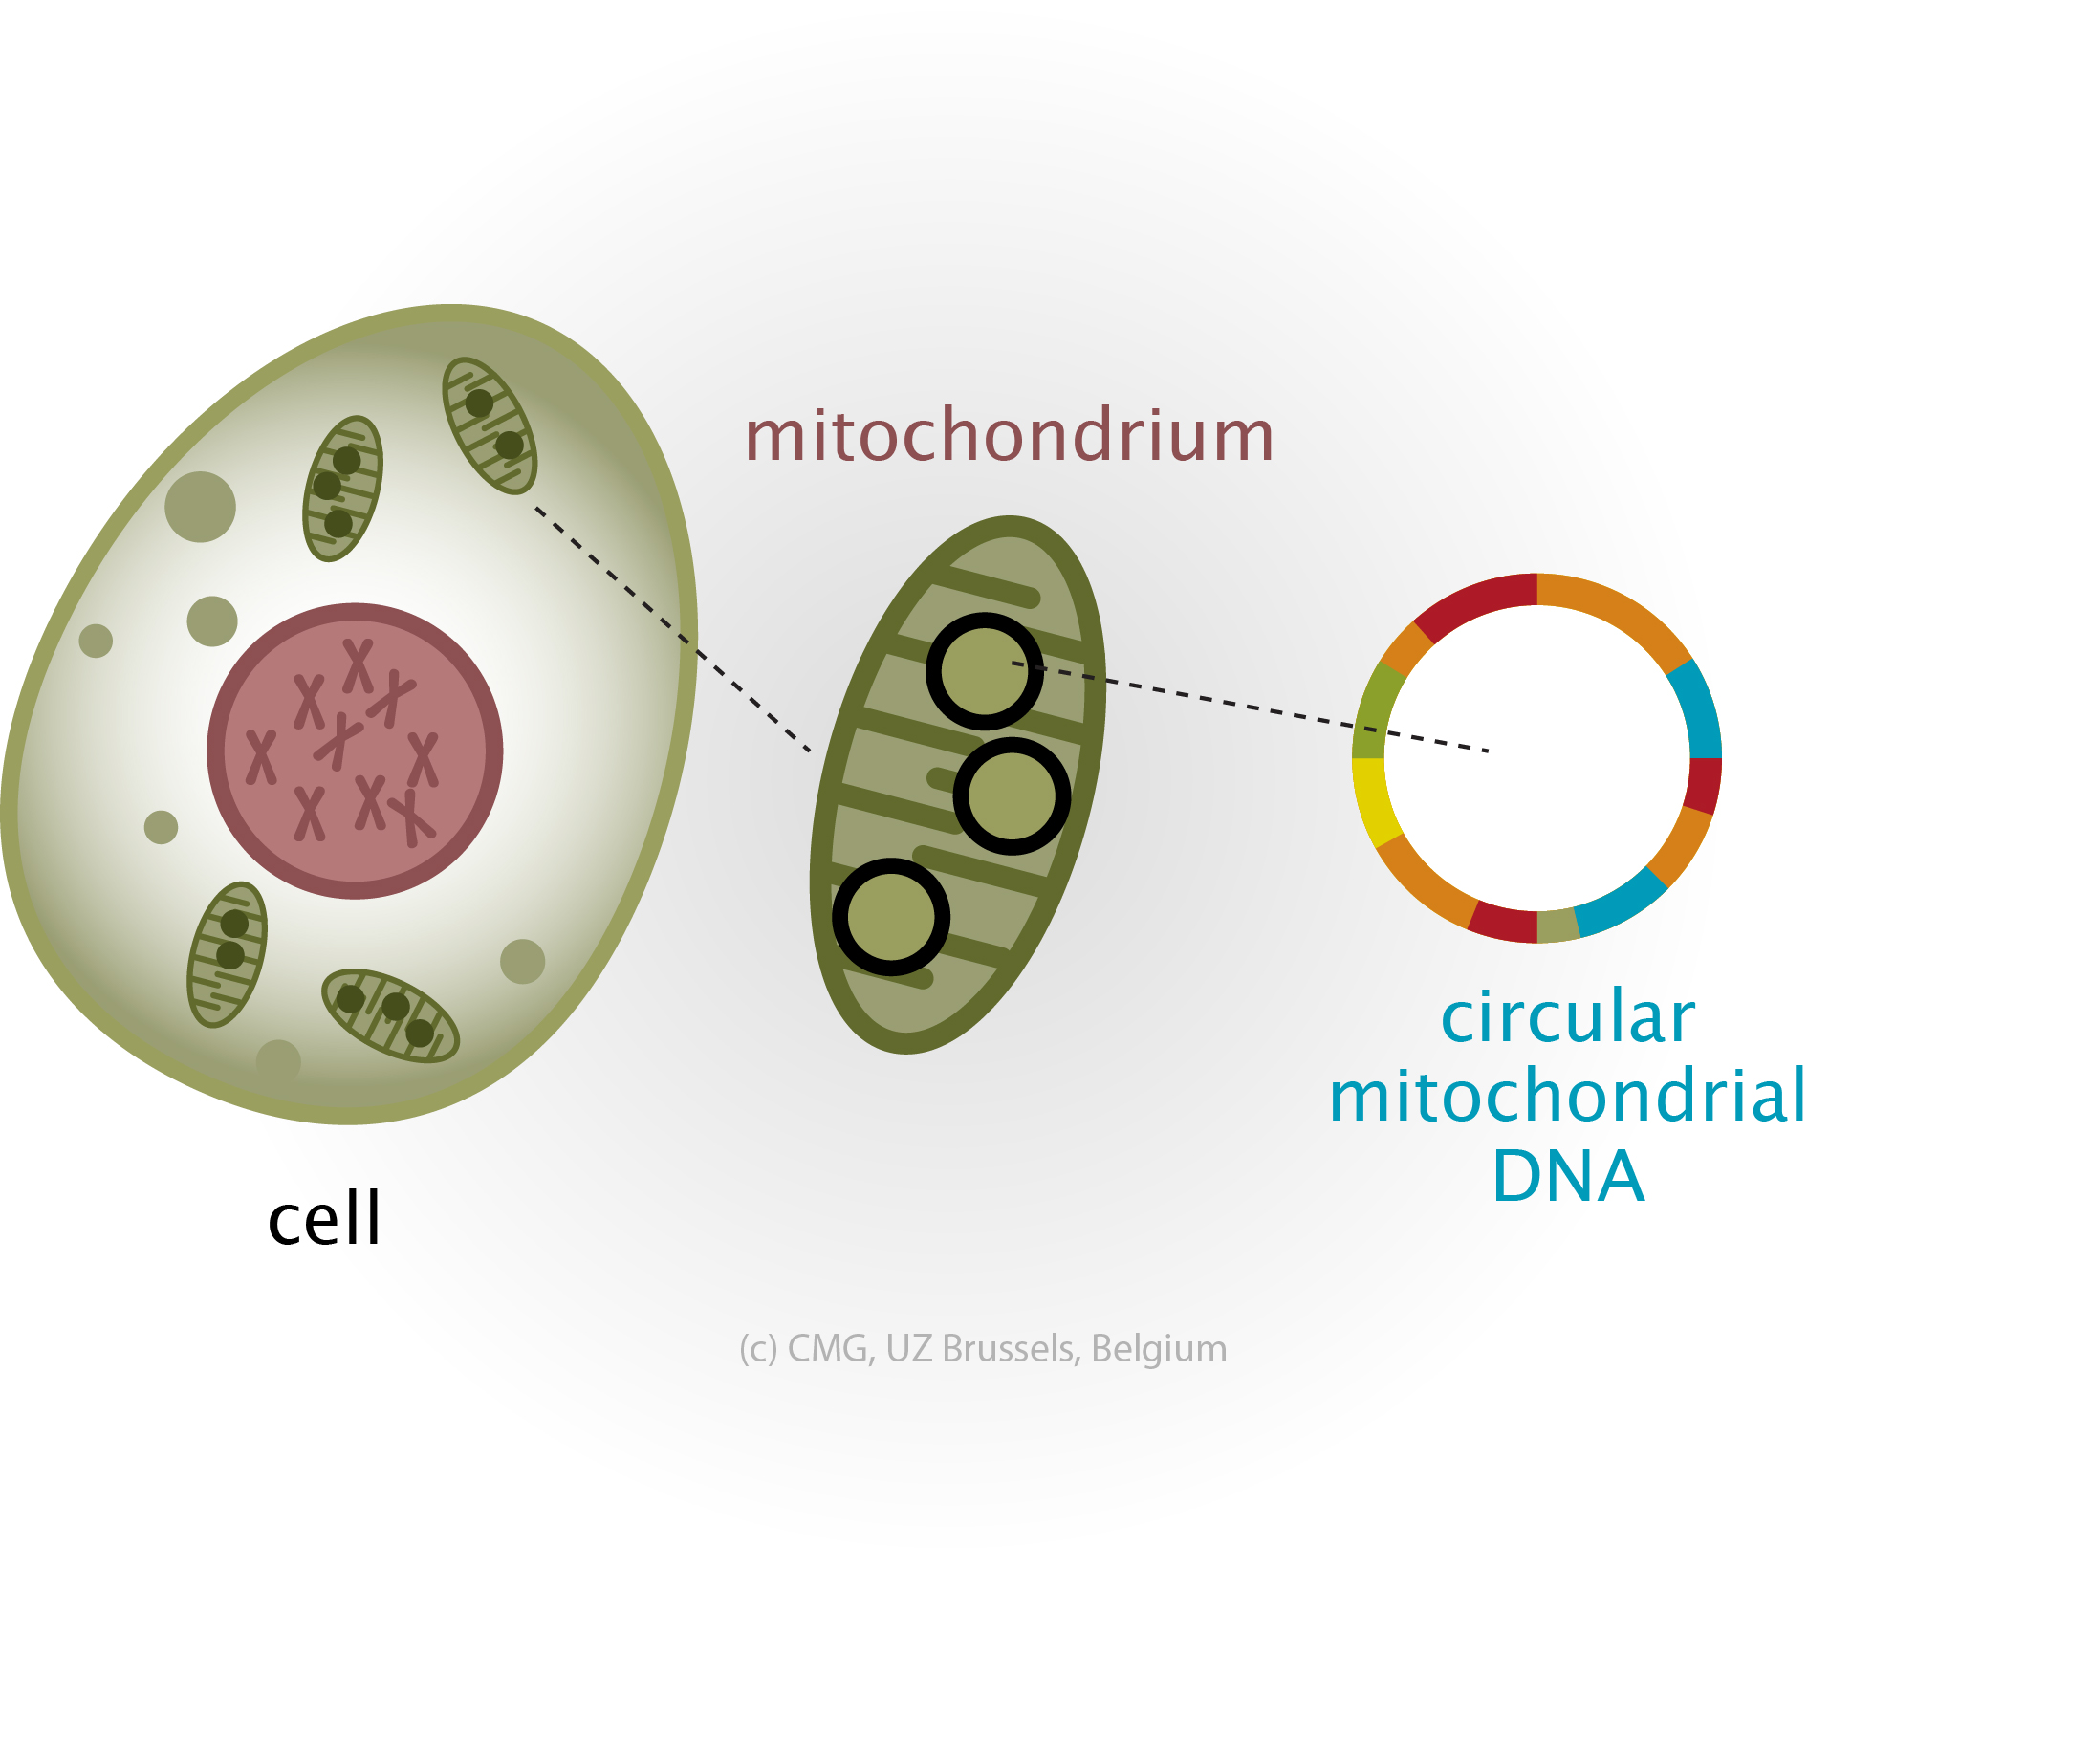 mitochondrium
circular
mitochondrial
DNA
cell
(c) CMG, UZ Brussels, Belgium